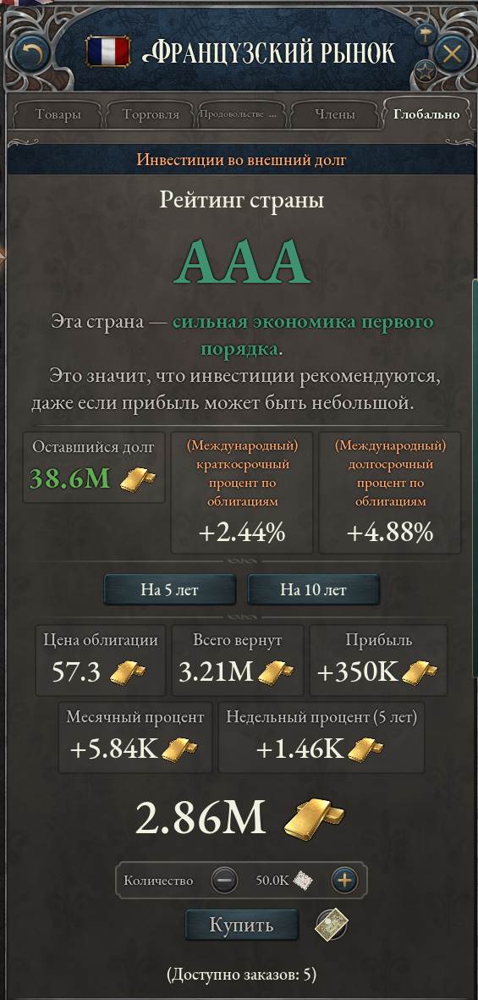 ФРАНЦУЗСКИЙ РЫНОК
Товары
Торговля
Продовольстве ...
Члены
Глобально
Инвестиции во внешний долг
Рейтинг страны
AAA
Эта страна — сильная экономика первого
порядка.
Это значит, что инвестиции рекомендуются,
даже если прибыль может быть небольшой.
Оставшийся долг
38.6M
(Международный)
краткосрочный
процент по
облигациям
+2.44%
(Международный)
долгосрочный
процент по
облигациям
+4.88%
На 5 лет
На 10 лет
Цена облигации
57.3
Всего вернут
3.21M
Прибыль
+350K
Месячный процент
+5.84K
Недельный процент (5 лет)
+1.46K
2.86M
Количество
50.0K
Купить
(Доступно заказов: 5)